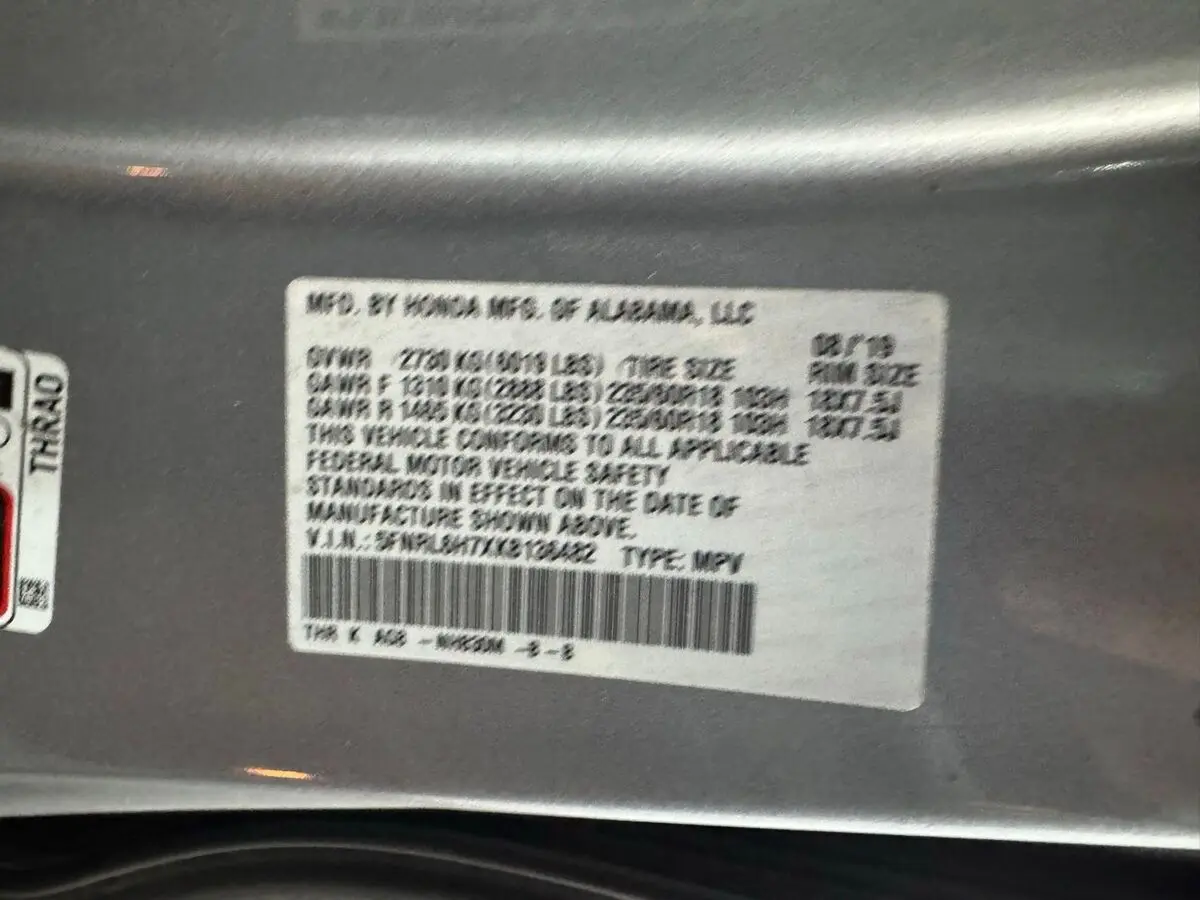 MFD. BY HONDA MFG. OF ALABAMA, LLC
08/'19
GVWR 2730 KG(6019 LBS) /TIRE SIZE RIM SIZE
GAWR F 1310 KG(2888 LBS) 235/60R18 103H 18X7.5J
GAWR R 1465 KG(3230 LBS) 235/60R18 103H 18X7.5J
THIS VEHICLE CONFORMS TO ALL APPLICABLE
FEDERAL MOTOR VEHICLE SAFETY
STANDARDS IN EFFECT ON THE DATE OF
MANUFACTURE SHOWN ABOVE.
V.I.N.: 5FNRL6H7XKB136482 TYPE: MPV
THR K A08 -NH830M -B-B
THRA0